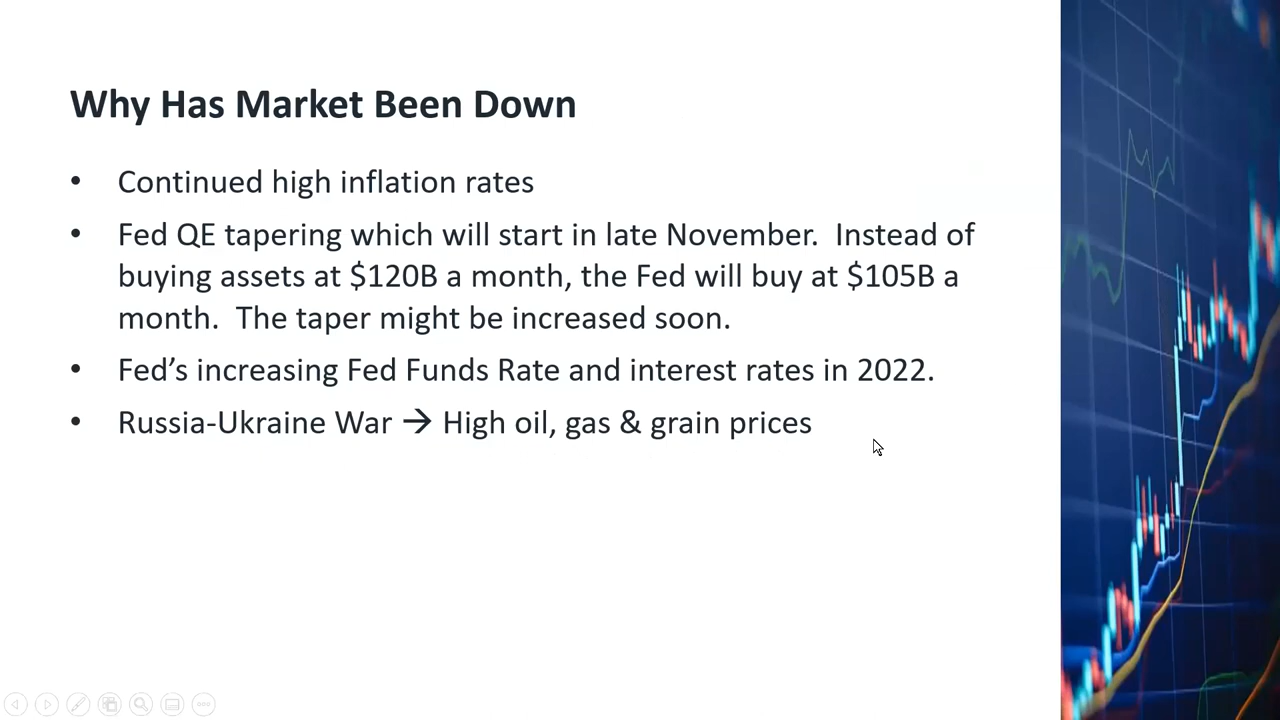 Why Has Market Been Down
• Continued high inflation rates
• Fed QE tapering which will start in late November.  Instead of
buying assets at $120B a month, the Fed will buy at $105B a
month.  The taper might be increased soon.
• Fed’s increasing Fed Funds Rate and interest rates in 2022.
• Russia-Ukraine War → High oil, gas & grain prices